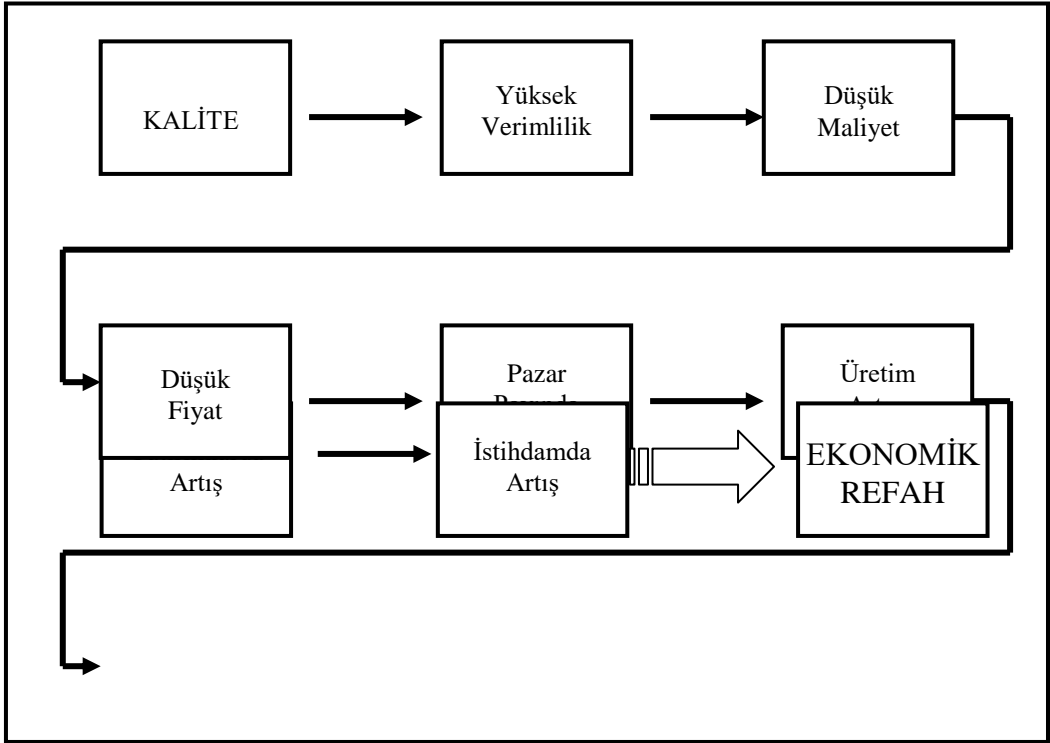 KALİTE
Yüksek
Verimlilik
Düşük
Maliyet
Düşük
Fiyat
Pazar
Üretim
Artış
İstihdamda
Artış
EKONOMİK
REFAH